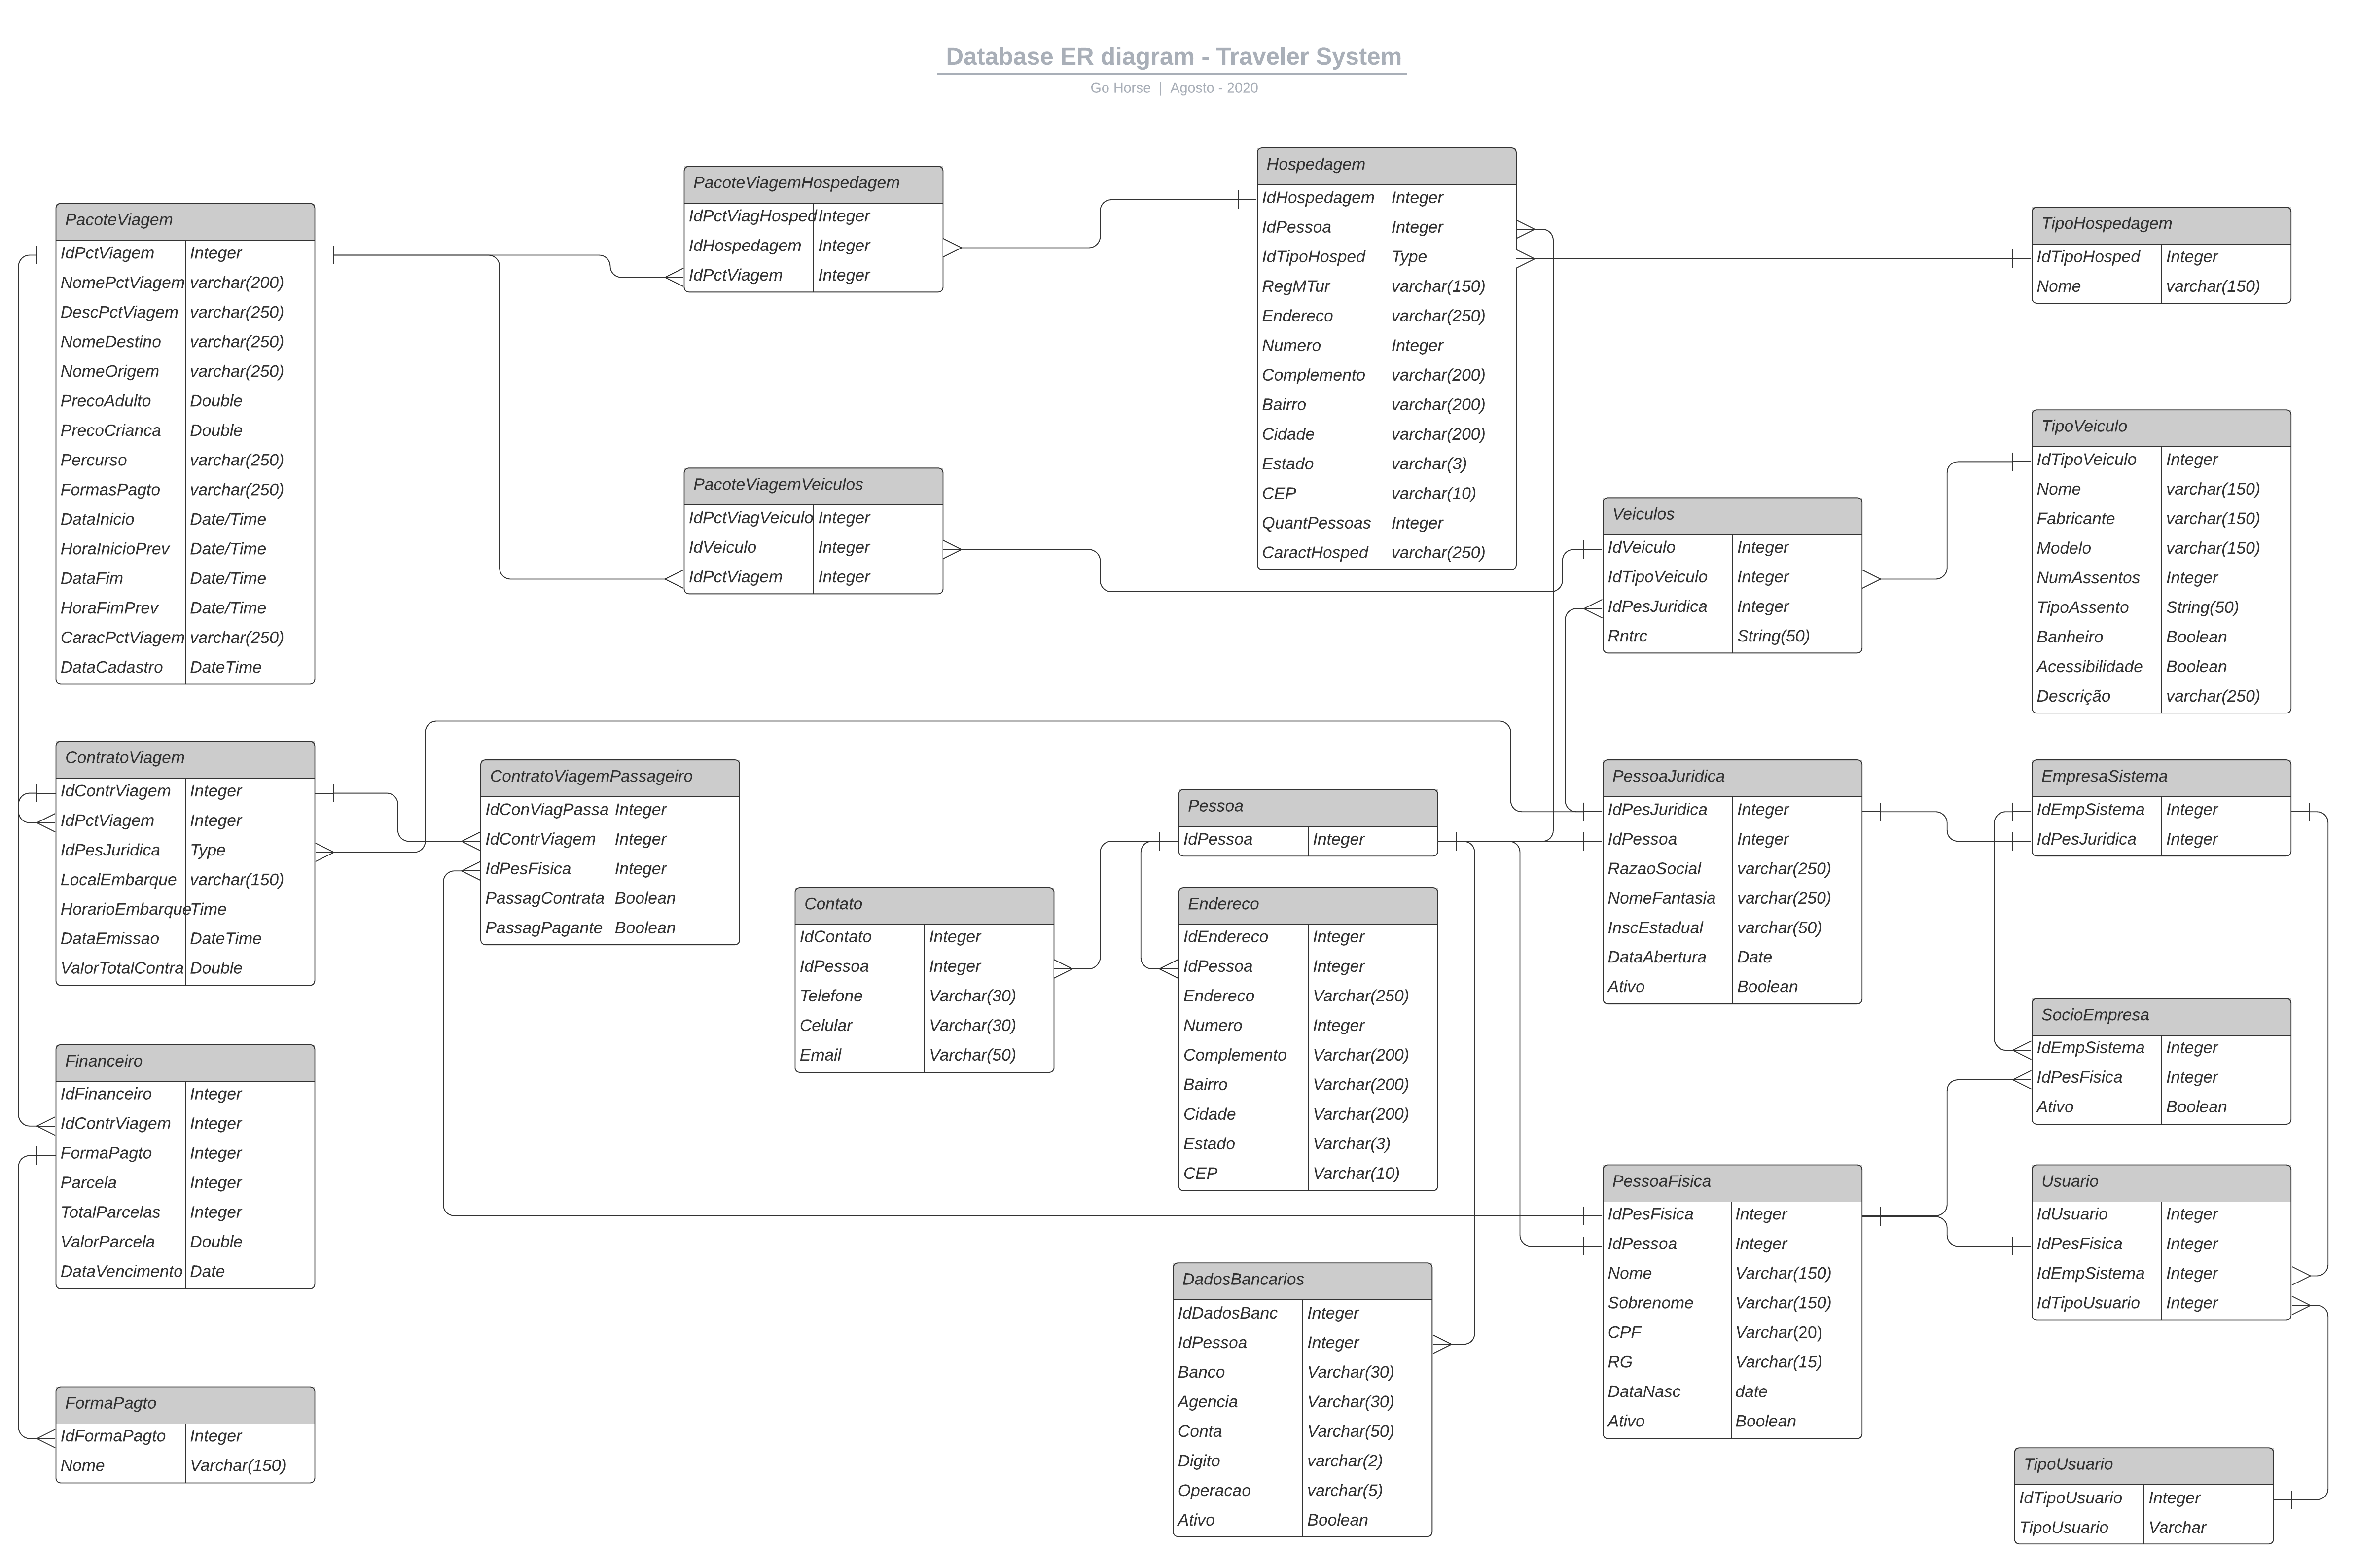 Database ER diagram - Traveler System
Go Horse | Agosto - 2020
PacoteViagem
IdPctViagem Integer
NomePctViagem varchar(200)
DescPctViagem varchar(250)
NomeDestino varchar(250)
NomeOrigem varchar(250)
PrecoAdulto Double
PrecoCrianca Double
Percurso varchar(250)
FormasPagto varchar(250)
DataInicio Date/Time
HoraInicioPrev Date/Time
DataFim Date/Time
HoraFimPrev Date/Time
CaracPctViagem varchar(250)
DataCadastro DateTime
PacoteViagemHospedagem
IdPctViagHosped Integer
IdHospedagem Integer
IdPctViagem Integer
Hospedagem
IdHospedagem Integer
IdPessoa Integer
IdTipoHosped Type
RegMTur varchar(150)
Endereco varchar(250)
Numero Integer
Complemento varchar(200)
Bairro varchar(200)
Cidade varchar(200)
Estado varchar(3)
CEP varchar(10)
QuantPessoas Integer
CaractHosped varchar(250)
TipoHospedagem
IdTipoHosped Integer
Nome varchar(150)
PacoteViagemVeiculos
IdPctViagVeiculo Integer
IdVeiculo Integer
IdPctViagem Integer
Veiculos
IdVeiculo Integer
IdTipoVeiculo Integer
IdPesJuridica Integer
Rntrc String(50)
TipoVeiculo
IdTipoVeiculo Integer
Nome varchar(150)
Fabricante varchar(150)
Modelo varchar(150)
NumAssentos Integer
TipoAssento String(50)
Banheiro Boolean
Acessibilidade Boolean
Descrição varchar(250)
ContratoViagem
IdContrViagem Integer
IdPctViagem Integer
IdPesJuridica Type
LocalEmbarque varchar(150)
HorarioEmbarque Time
DataEmissao DateTime
ValorTotalContra Double
ContratoViagemPassageiro
IdConViagPassa Integer
IdContrViagem Integer
IdPesFisica Integer
PassagContrata Boolean
PassagPagante Boolean
Pessoa
IdPessoa Integer
PessoaJuridica
IdPesJuridica Integer
IdPessoa Integer
RazaoSocial varchar(250)
NomeFantasia varchar(250)
InscEstadual varchar(50)
DataAbertura Date
Ativo Boolean
EmpresaSistema
IdEmpSistema Integer
IdPesJuridica Integer
Contato
IdContato Integer
IdPessoa Integer
Telefone Varchar(30)
Celular Varchar(30)
Email Varchar(50)
Endereco
IdEndereco Integer
IdPessoa Integer
Endereco Varchar(250)
Numero Integer
Complemento Varchar(200)
Bairro Varchar(200)
Cidade Varchar(200)
Estado Varchar(3)
CEP Varchar(10)
SocioEmpresa
IdEmpSistema Integer
IdPesFisica Integer
Ativo Boolean
Financeiro
IdFinanceiro Integer
IdContrViagem Integer
FormaPagto Integer
Parcela Integer
TotalParcelas Integer
ValorParcela Double
DataVencimento Date
PessoaFisica
IdPesFisica Integer
IdPessoa Integer
Nome Varchar(150)
Sobrenome Varchar(150)
CPF Varchar(20)
RG Varchar(15)
DataNasc date
Ativo Boolean
Usuario
IdUsuario Integer
IdPesFisica Integer
IdEmpSistema Integer
IdTipoUsuario Integer
DadosBancarios
IdDadosBanc Integer
IdPessoa Integer
Banco Varchar(30)
Agencia Varchar(30)
Conta Varchar(50)
Digito varchar(2)
Operacao varchar(5)
Ativo Boolean
FormaPagto
IdFormaPagto Integer
Nome Varchar(150)
TipoUsuario
IdTipoUsuario Integer
TipoUsuario Varchar